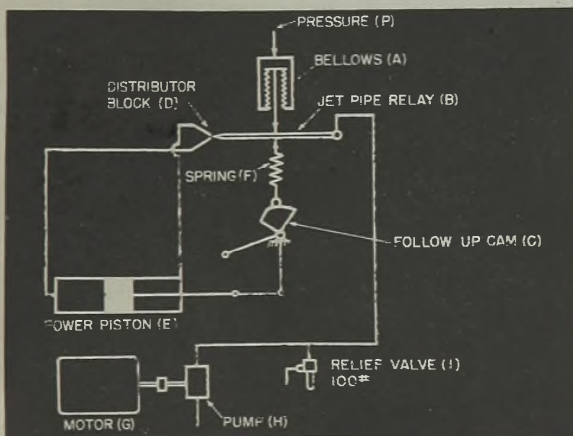 PRESSURE (P)
BELLOWS (A)
DISTRIBUTOR
BLOCK (D)
JET PIPE RELAY (B)
SPRING (F)
FOLLOW UP CAM (C)
POWER PISTON (E)
RELIEF VALVE (I)
100#
MOTOR (G)
PUMP (H)